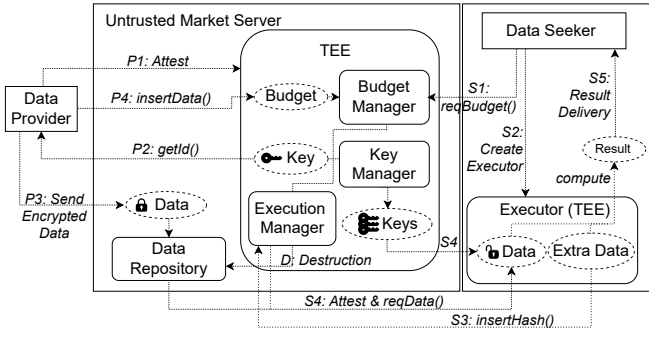 Untrusted Market Server
TEE
Data Seeker
P1: Attest
Data
Provider
P4: insertData()
Budget
Budget
Manager
S1:
reqBudget()
S5:
Result
Delivery
S2:
Create
Executor
P2: getId()
Key
Key
Manager
Result
compute
P3: Send
Encrypted
Data
Data
Execution
Manager
Keys
S4
Executor (TEE)
Data
Extra Data
Data
Repository
D: Destruction
S4: Attest & reqData()
S3: insertHash()